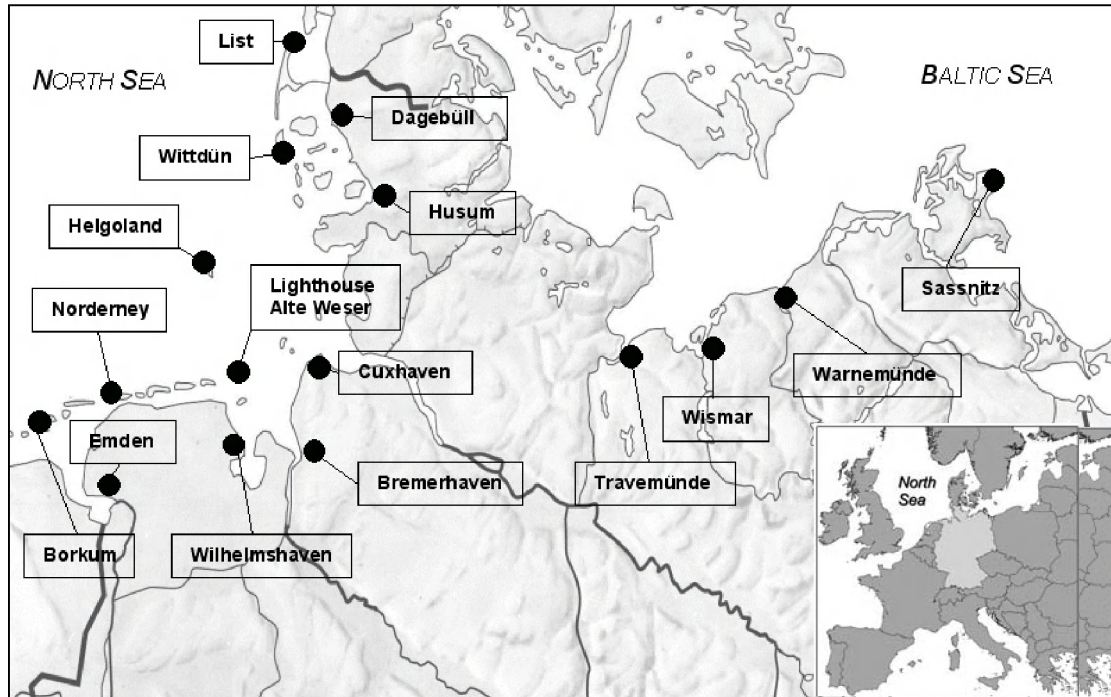 List
NORTH SEA
BALTIC SEA
Dagebüll
Wittdün
Husum
Helgoland
Lighthouse
Alte Weser
Sassnitz
Norderney
Cuxhaven
Warnemünde
Wismar
Emden
Bremerhaven
Travemünde
Borkum
Wilhelmshaven
North
Sea